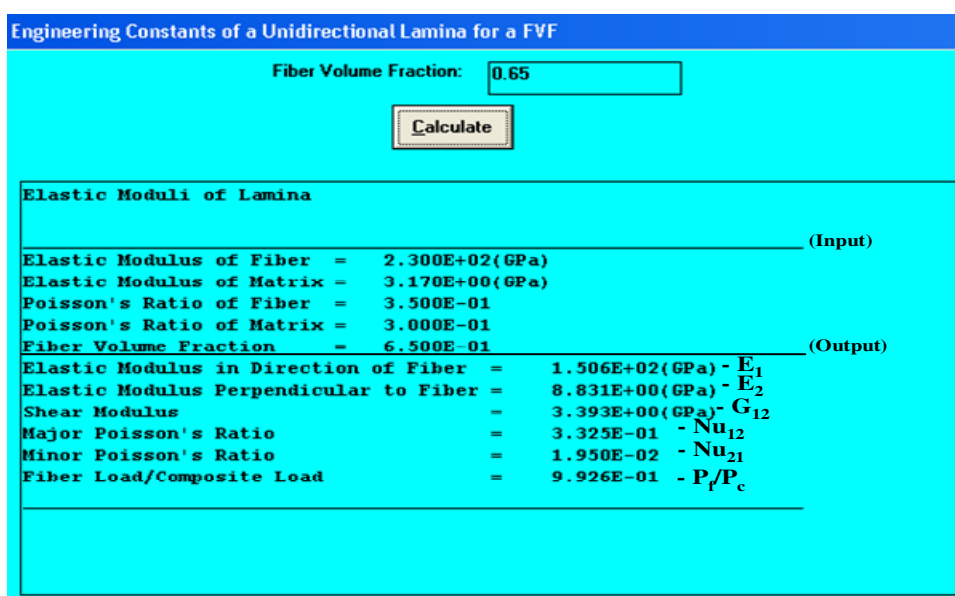 Engineering Constants of a Unidirectional Lamina for a FVF
Fiber Volume Fraction: 0.65
Calculate
Elastic Moduli of Lamina
(Input)
Elastic Modulus of Fiber = 2.300E+02(GPa)
Elastic Modulus of Matrix = 3.170E+00(GPa)
Poisson's Ratio of Fiber = 3.500E-01
Poisson's Ratio of Matrix = 3.000E-01
Fiber Volume Fraction = 6.500E-01 (Output)
Elastic Modulus in Direction of Fiber = 1.506E+02(GPa) - E1
Elastic Modulus Perpendicular to Fiber = 8.831E+00(GPa) - E2
Shear Modulus = 3.393E+00(GPa)- G12
Major Poisson's Ratio = 3.325E-01 - Nu12
Minor Poisson's Ratio = 1.950E-02 - Nu21
Fiber Load/Composite Load = 9.926E-01 - Pf/Pc